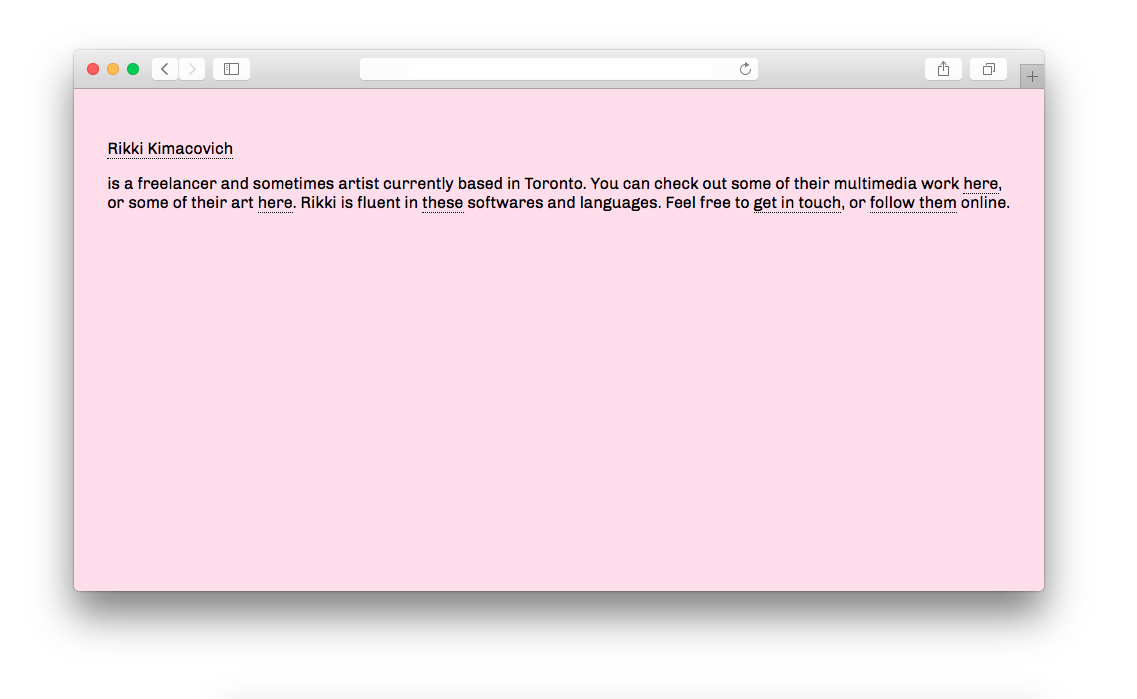 Rikki Kimacovich
is a freelancer and sometimes artist currently based in Toronto. You can check out some of their multimedia work here,
or some of their art here. Rikki is fluent in these softwares and languages. Feel free to get in touch, or follow them online.